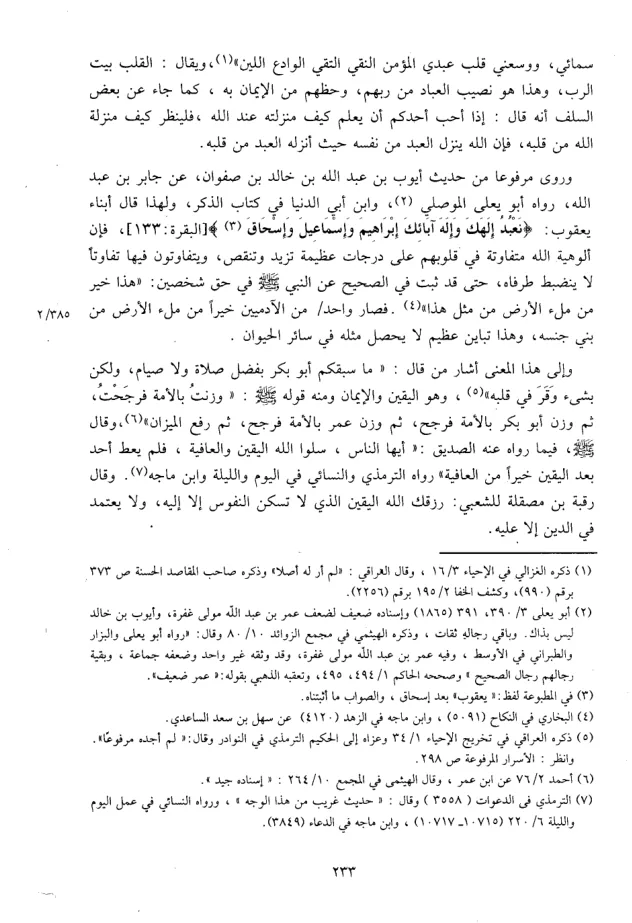 سمائي، ووسعني قلب عبدي المؤمن النقي التقي الوادع اللين»(١)، ويقال : القلب بيت
الرب، وهذا هو نصيب العباد من ربهم، وحظهم من الإيمان به ، كما جاء عن بعض
السلف أنه قال : إذا أحب أحدكم أن يعلم كيف منزلته عند الله ،فلينظر كيف منزلة
الله من قلبه، فإن الله ينزل العبد من نفسه حيث أنزله العبد من قلبه.
وروى مرفوعا من حديث أيوب بن عبد الله بن خالد بن صفوان، عن جابر بن عبد
الله، رواه أبو يعلى الموصلي (٢)، وابن أبي الدنيا في كتاب الذكر، ولهذا قال أبناء
يعقوب: ﴿نَعْبُدُ إِلَهَكَ وَإِلَهَ آبَائِكَ إِبْرَاهِيمَ وَإِسْمَاعِيلَ وَإِسْحَاقَ (٣) ﴾[البقرة:١٣٣]، فإن
ألوهية الله متفاوتة في قلوبهم على درجات عظيمة تزيد وتنقص، ويتفاوتون فيها تفاوتاً
لا ينضبط طرفاه، حتى قد ثبت في الصحيح عن النبي ﷺ في حق شخصين: «هذا خير
من ملء الأرض من مثل هذا»(٤) .فصار واحد/ من الآدميين خيراً من ملء الأرض من
٢/٣٨٥
بني جنسه، وهذا تباين عظيم لا يحصل مثله في سائر الحيوان .
وإلى هذا المعنى أشار من قال : « ما سبقكم أبو بكر بفضل صلاة ولا صيام، ولكن
بشىء وَقَرَ في قلبه»(٥) ، وهو اليقين والإيمان ومنه قوله ﷺ : « وزنتُ بالأمة فرجَحْتُ،
ثم وزن أبو بكر بالأمة فرجح، ثم وزن عمر بالأمة فرجح، ثم رفع الميزان»(٦)،وقال
ﷺ، فيما رواه عنه الصديق :« أيها الناس ، سلوا الله اليقين والعافية ، فلم يعط أحد
بعد اليقين خيراً من العافية» رواه الترمذي والنسائي في اليوم والليلة وابن ماجه(٧). وقال
رقبة بن مصقلة للشعبي: رزقك الله اليقين الذي لا تسكن النفوس إلا إليه، ولا يعتمد
في الدين إلا عليه.
(١) ذكره الغزالي في الإحياء ١٦/٣ ، وقال العراقي : «لم أر له أصلا» وذكره صاحب المقاصد الحسنة ص ٣٧٣
برقم (٩٩٠)، وكشف الخفا ١٩٥/٢ برقم (٢٢٥٦).
(٢) أبو يعلى ٣/ ٣٩٠، ٣٩١ (١٨٦٥) وإسناده ضعيف لضعف عمر بن عبد اللّه مولى غفرة، وأيوب بن خالد
ليس بذاك. وباقي رجاله ثقات ، وذكره الهيثمي في مجمع الزوائد ٨٠/١٠ وقال: «رواه أبو يعلى والبزار
والطبراني في الأوسط ، وفيه عمر بن عبد اللّه مولى غفرة، وقد وثقه غير واحد وضعفه جماعة ، وبقية
رجالهم رجال الصحيح » وصححه الحاكم ٤٩٤/١، ٤٩٥، وتعقبه الذهبي بقوله:« عمر ضعيف».
(٣) في المطبوعة لفظ:« يعقوب» بعد إسحاق ، والصواب ما أثبتناه.
(٤) البخاري في النكاح (٥٠٩١) ، وابن ماجه في الزهد (٤١٢٠) عن سهل بن سعد الساعدي.
(٥) ذكره العراقي في تخريج الإحياء ٣٤/١ وعزاه إلى الحكيم الترمذي في النوادر وقال:« لم أجده مرفوعًا».
وانظر : الأسرار المرفوعة ص ٢٩٨.
(٦) أحمد ٧٦/٢ عن ابن عمر ، وقال الهيثمى في المجمع ١٠/ ٢٦٤ : « إسناده جيد ».
(٧) الترمذي فى الدعوات (٣٥٥٨) وقال : « حديث غريب من هذا الوجه » ، ورواه النسائي في عمل اليوم
والليلة ٦/ ٢٢٠ (١٠٧١٥ـ ١٠٧١٧) ، وابن ماجه في الدعاء (٣٨٤٩).
٢٣٣